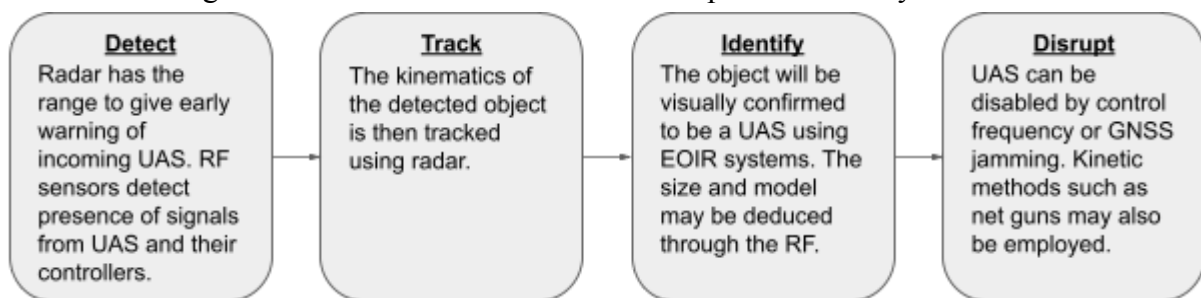 Detect
Radar has the
range to give early
warning of
incoming UAS. RF
sensors detect
presence of signals
from UAS and their
controllers.
Track
The kinematics of
the detected object
is then tracked
using radar.
Identify
The object will be
visually confirmed
to be a UAS using
EOIR systems. The
size and model
may be deduced
through the RF.
Disrupt
UAS can be
disabled by control
frequency or GNSS
jamming. Kinetic
methods such as
net guns may also
be employed.